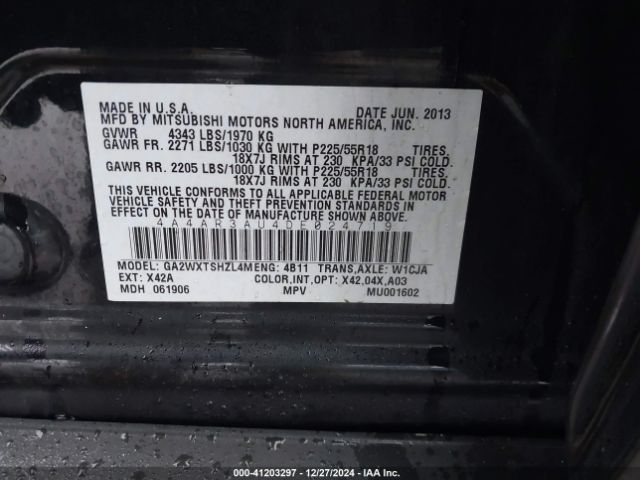 MADE IN U.S.A. DATE JUN. 2013
MFD BY MITSUBISHI MOTORS NORTH AMERICA, INC.
GVWR 4343 LBS/1970 KG
GAWR FR. 2271 LBS/1030 KG WITH P225/55R18 TIRES,
18X7J RIMS AT 230 KPA/33 PSI COLD.
GAWR RR. 2205 LBS/1000 KG WITH P225/55R18 TIRES,
18X7J RIMS AT 230 KPA/33 PSI COLD.
THIS VEHICLE CONFORMS TO ALL APPLICABLE FEDERAL MOTOR
VEHICLE SAFETY AND THEFT PREVENTION STANDARDS
IN EFFECT ON THE DATE OF MANUFACTURE SHOWN ABOVE.
4A4AR3AU4DE024719
MODEL: GA2WXTSHZL4M ENG: 4B11 TRANS,AXLE: W1CJA
EXT: X42A COLOR,INT,OPT: X42,04X,A03
MDH 061906 MPV MU001602
000-41203297 - 12/27/2024 - IAA Inc.